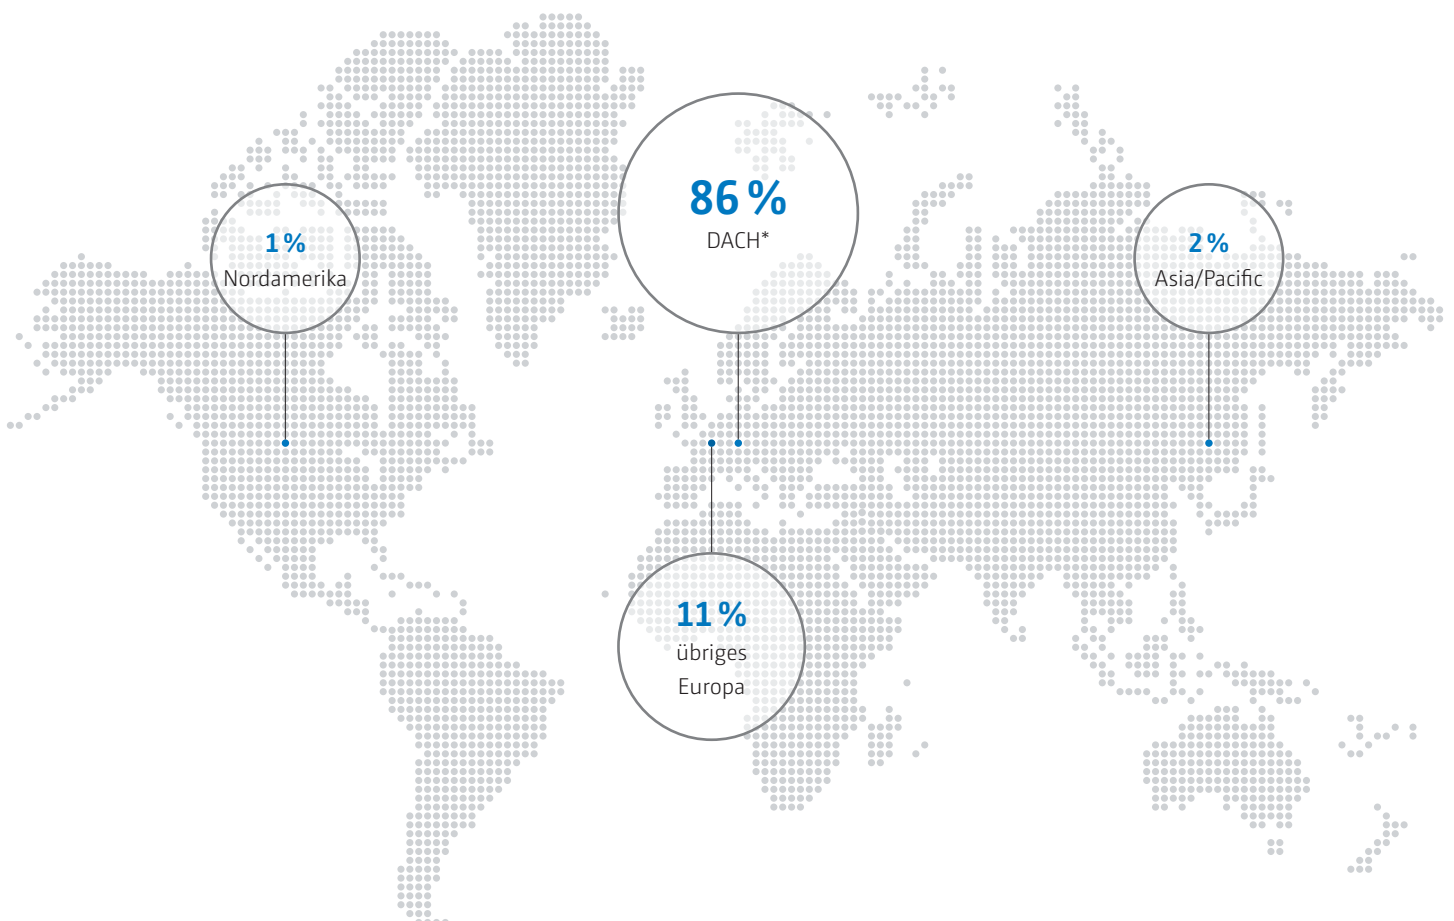 86 %
DACH*
1 %
Nordamerika
2 %
Asia/Pacific
11 %
übriges
Europa